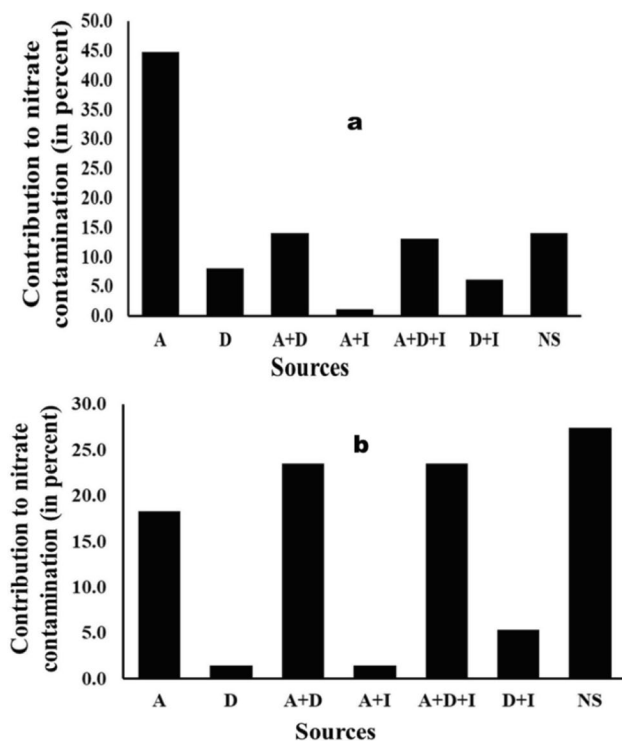 Contribution to nitrate
contamination (in percent)
50.0
45.0
40.0
35.0
30.0
25.0
20.0
15.0
10.0
5.0
0.0
a
A D A+D A+I A+D+I D+I NS
Sources
Contribution to nitrate
contamination (in percent)
30.0
25.0
20.0
15.0
10.0
5.0
0.0
b
A D A+D A+I A+D+I D+I NS
Sources